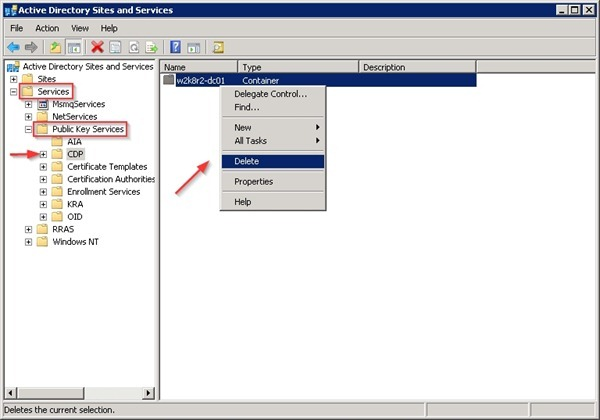 Active Directory Sites and Services
File Action View Help
Active Directory Sites and Services
Name Type Description
Sites
w2k8r2-dc01 Container
Services
MsmqServices
NetServices
Public Key Services
AIA
CDP
Certificate Templates
Certification Authorities
Enrollment Services
KRA
OID
RRAS
Windows NT
Delegate Control...
Find...
New
All Tasks
Delete
Properties
Help
Deletes the current selection.